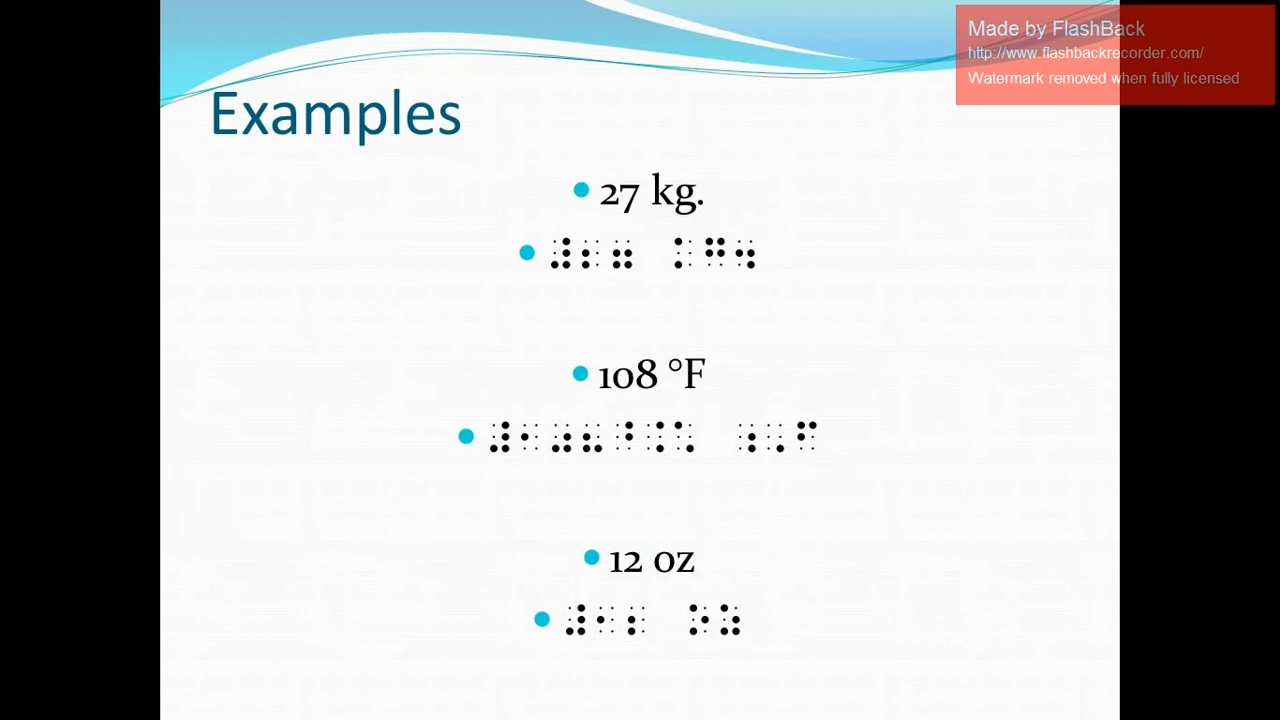 Made by FlashBack
http://www.flashbackrecorder.com/
Watermark removed when fully licensed
Examples
27 kg.
⠼⠆⠶ ⠅⠛⠲
108 °F
⠼⠂⠴⠦⠘⠨⠡ ⠰⠠⠋
12 oz
⠼⠂⠆ ⠕⠵